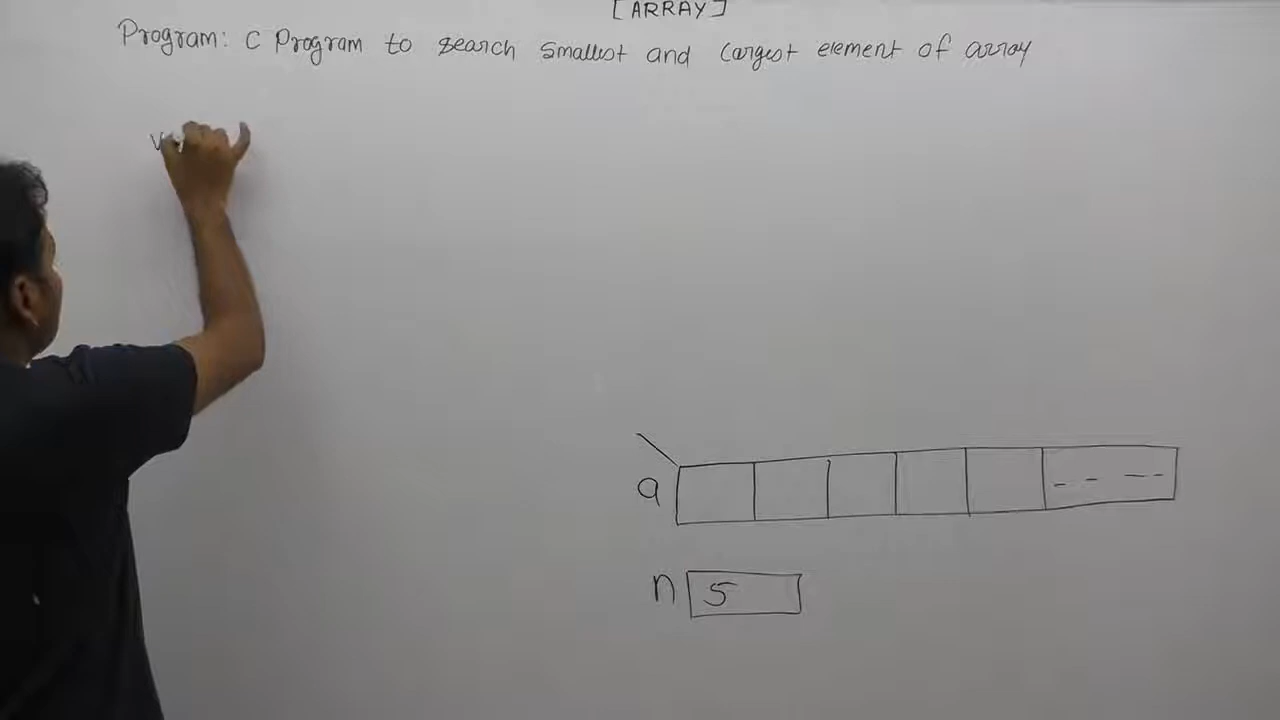 [ARRAY]
Program: C Program to search smallest and largest element of array
a
n 5